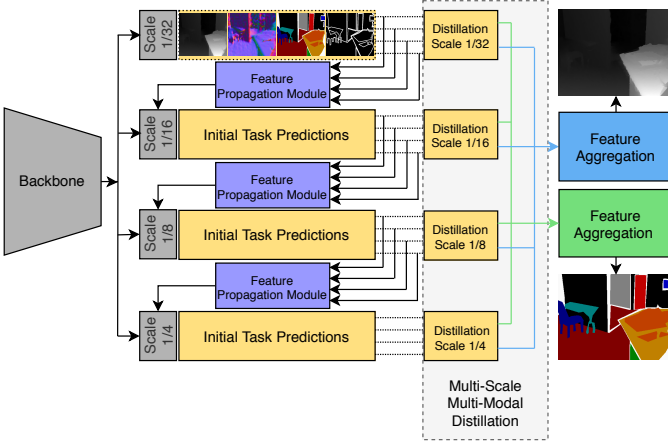 Backbone
Scale
1/32
Distillation
Scale 1/32
Feature
Propagation Module
Scale
1/16
Initial Task Predictions
Distillation
Scale 1/16
Feature
Aggregation
Feature
Propagation Module
Scale
1/8
Initial Task Predictions
Distillation
Scale 1/8
Feature
Aggregation
Feature
Propagation Module
Scale
1/4
Initial Task Predictions
Distillation
Scale 1/4
Multi-Scale
Multi-Modal
Distillation